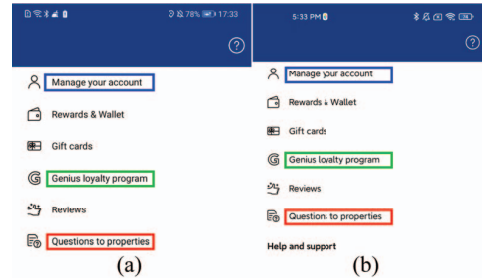 78% 17:33
Manage your account
Rewards & Wallet
Gift cards
Genius loyalty program
Reviews
Questions to properties
(a)
5:33 PM
Manage your account
Rewards & Wallet
Gift cards
Genius loyalty program
Reviews
Question: to properties
Help and support
(b)